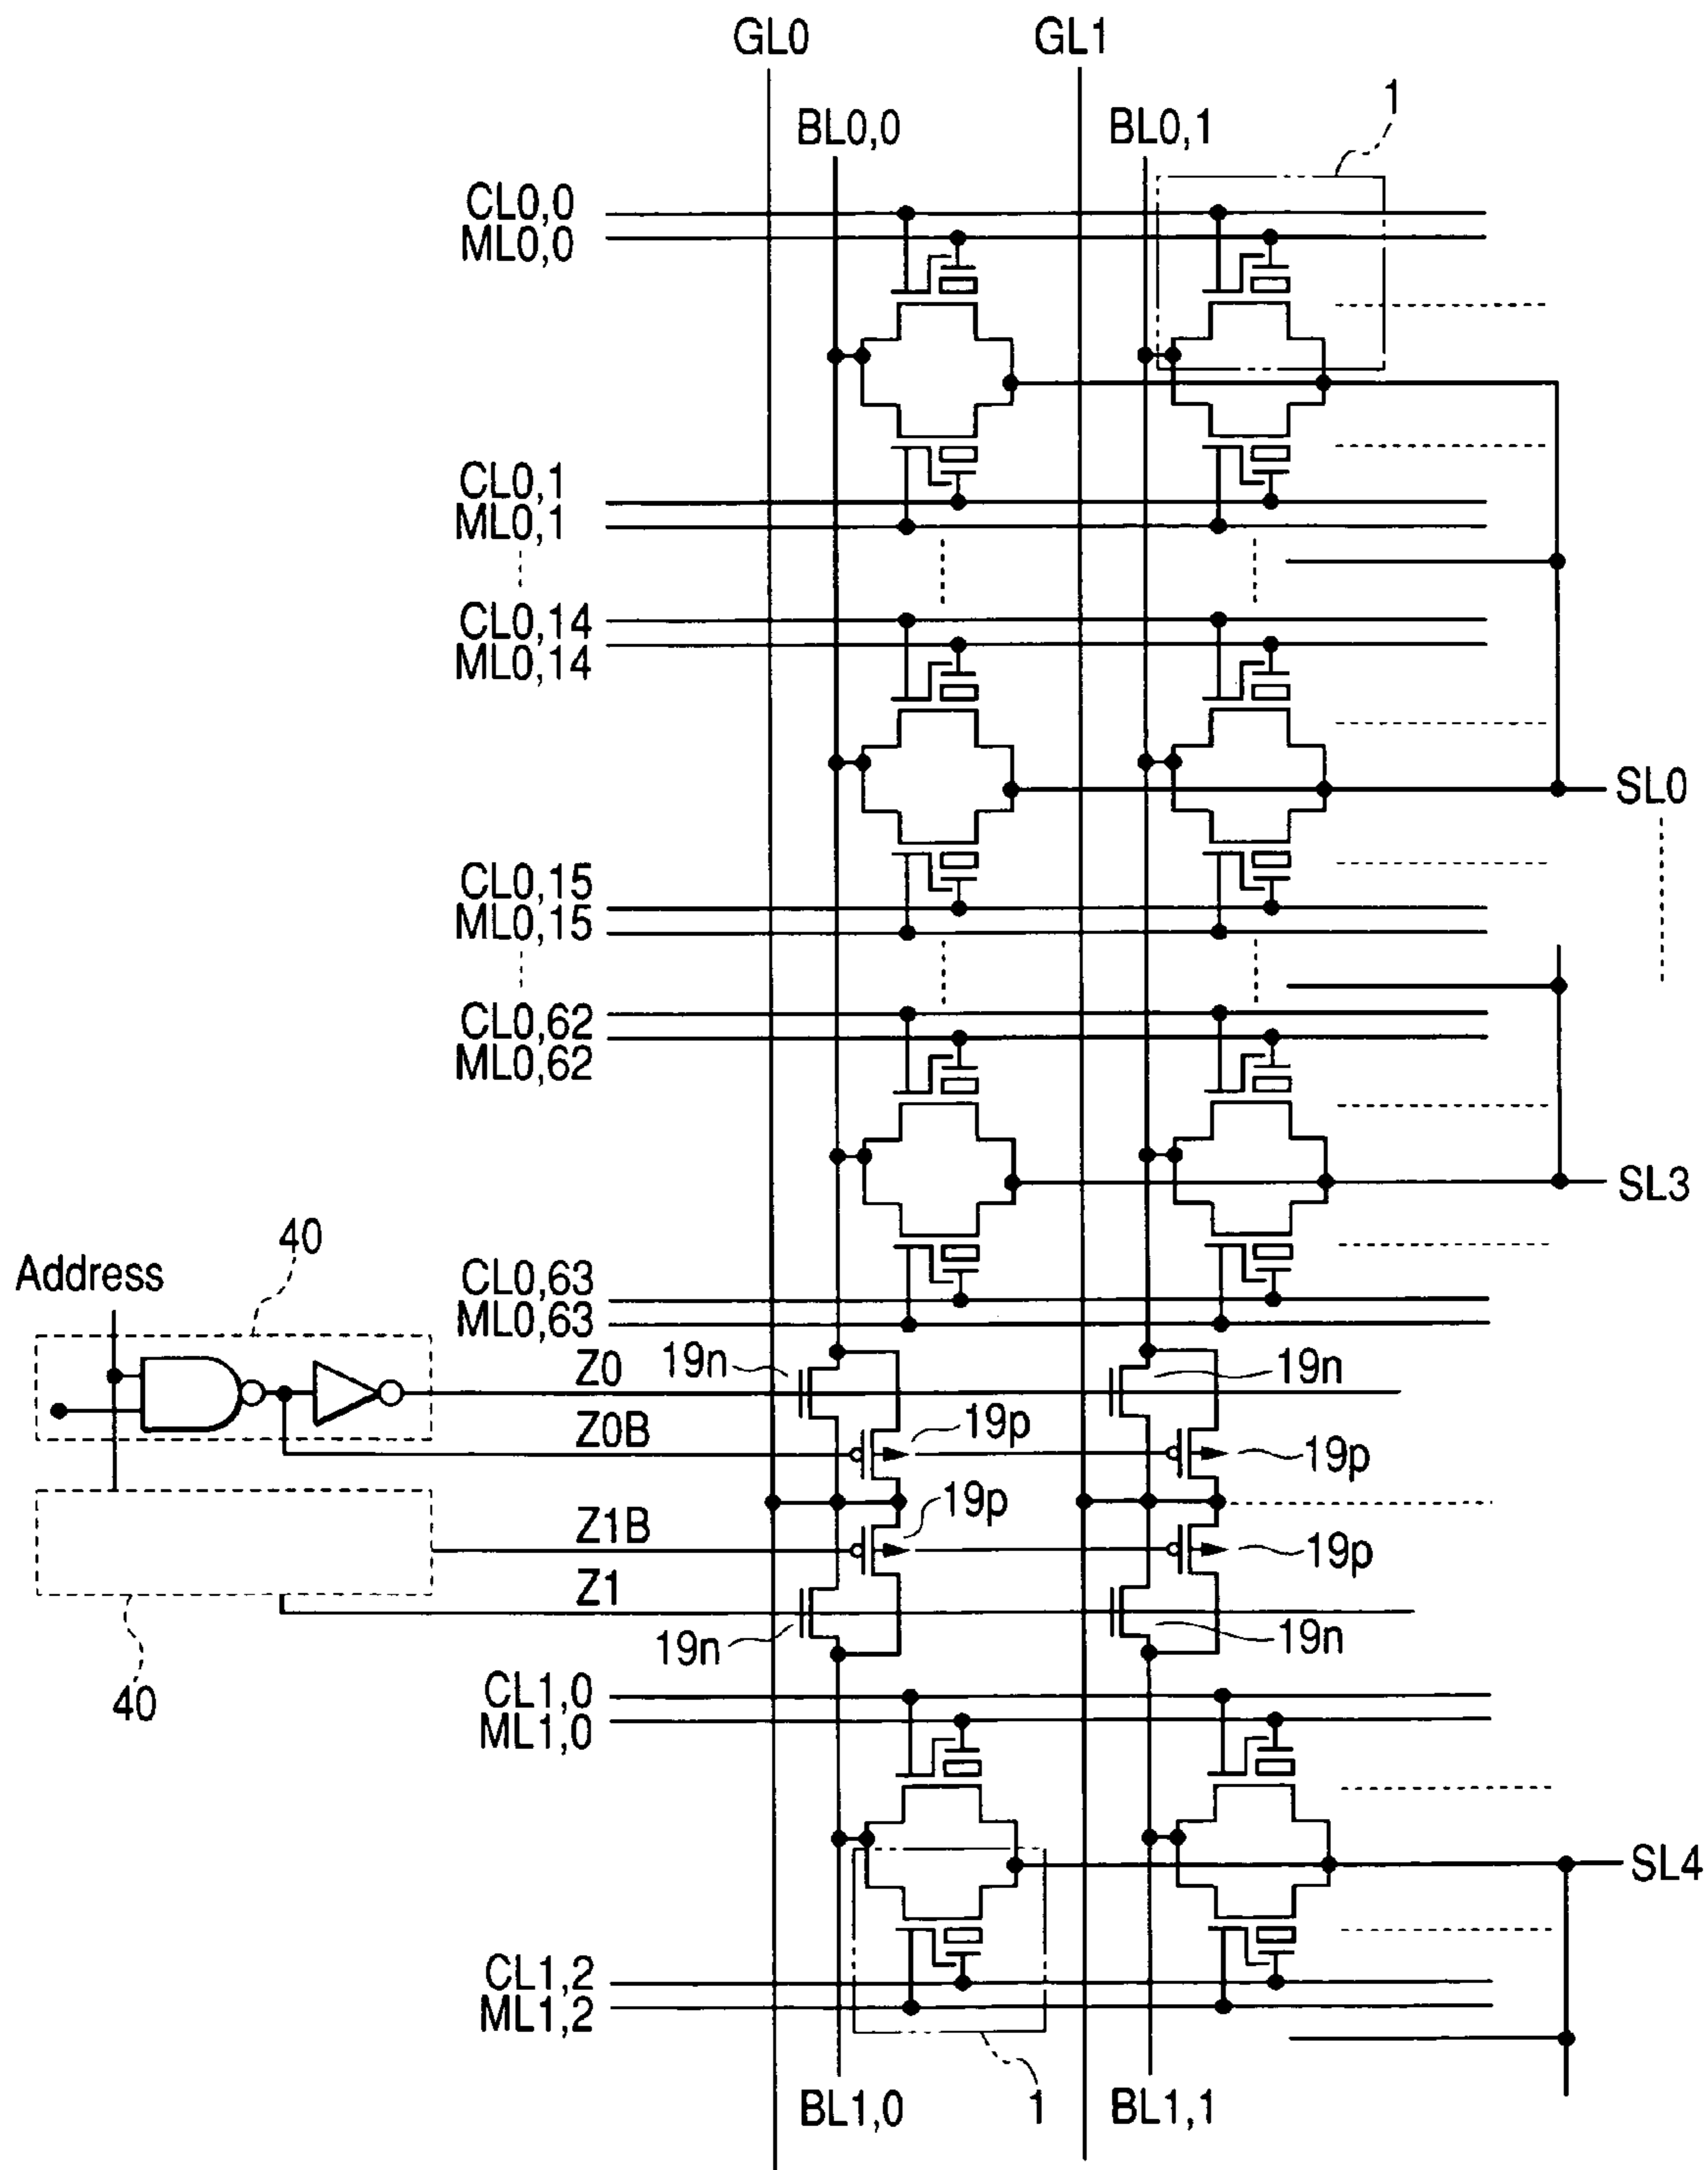 GL0
GL1
BL0,0
BL0,1
1
CL0,0
ML0,0
CL0,1
ML0,1
CL0,14
ML0,14
SL0
CL0,15
ML0,15
CL0,62
ML0,62
SL3
40
Address
CL0,63
ML0,63
19n
Z0
19n
Z0B
19p
19p
19p
Z1B
19p
Z1
19n
19n
40
CL1,0
ML1,0
SL4
CL1,2
ML1,2
BL1,0
1
BL1,1